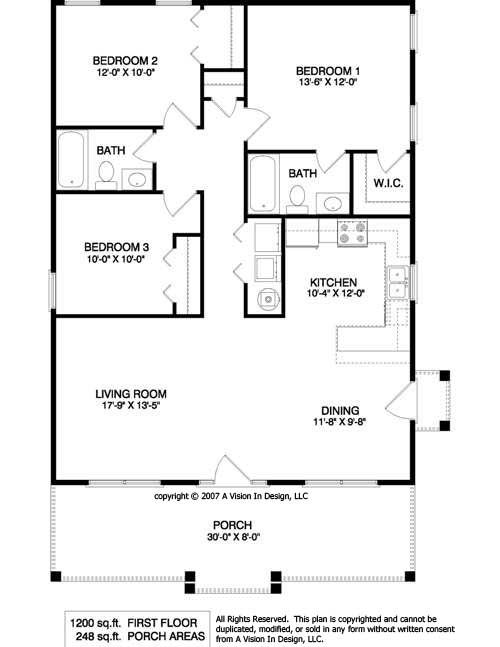 BEDROOM 2
12'-0" X 10'-0"
BEDROOM 1
13'-6" X 12'-0"
BATH
BATH
W.I.C.
BEDROOM 3
10'-0" X 10'-0"
KITCHEN
10'-4" X 12'-0"
LIVING ROOM
17'-9" X 13'-5"
DINING
11'-8" X 9'-8"
copyright © 2007 A Vision In Design, LLC
PORCH
30'-0" X 8'-0"
1200 sq.ft. FIRST FLOOR
248 sq.ft. PORCH AREAS
All Rights Reserved. This plan is copyrighted and cannot be
duplicated, modified, or sold in any form without written consent
from A Vision In Design, LLC.